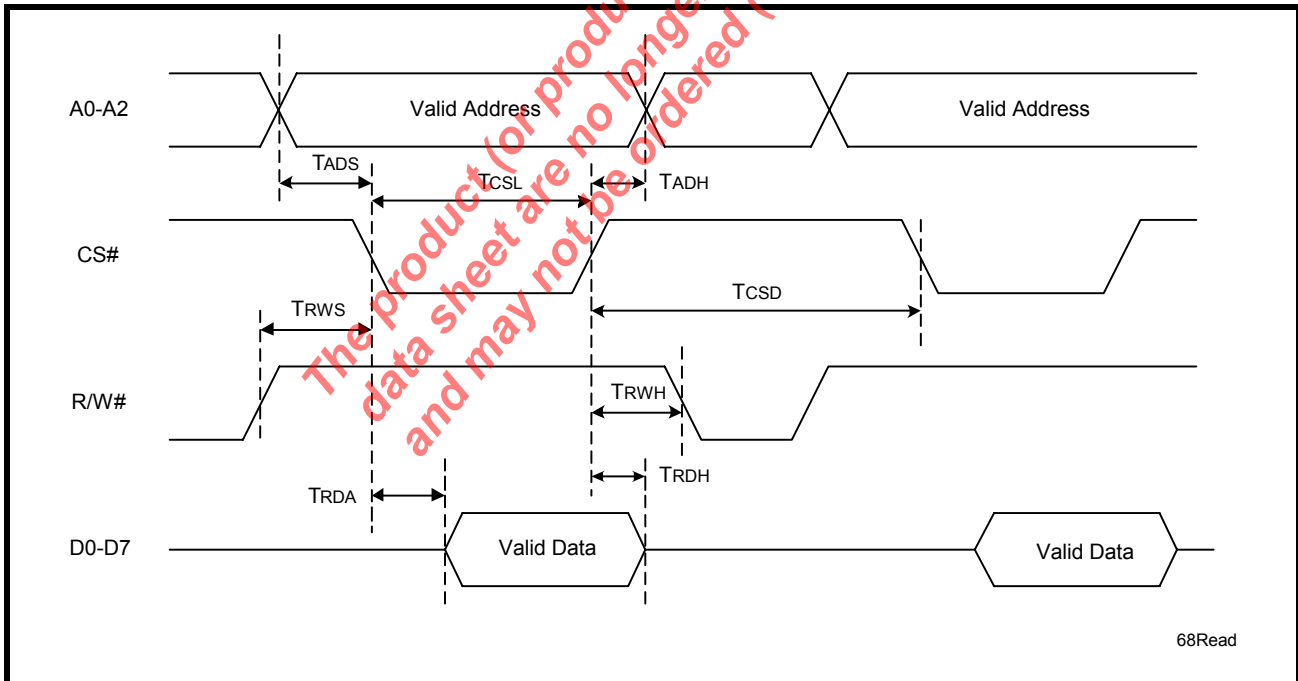 The product (or produ
data sheet are no longe
and may not be ordered (
A0-A2
Valid Address
Valid Address
TADS
TCSL
TADH
CS#
TCSD
TRWS
R/W#
TRWH
TRDA
TRDH
D0-D7
Valid Data
Valid Data
68Read